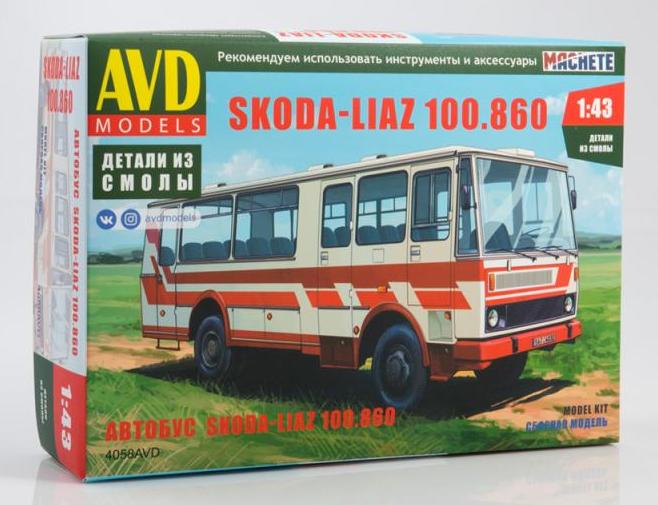 AVD
MODELS
ДЕТАЛИ ИЗ
СМОЛЫ
avdmodels
Рекомендуем использовать инструменты и аксессуары
MACHETE
SKODA-LIAZ 100.860
1:43
ДЕТАЛИ
ИЗ СМОЛЫ
АВТОБУС SKODA-LIAZ 100.860
4058AVD
MODEL KIT
СБОРНАЯ МОДЕЛЬ
SKODA-LIAZ
100.860
АВТОБУС SKODA-LIAZ 100.860
1:43